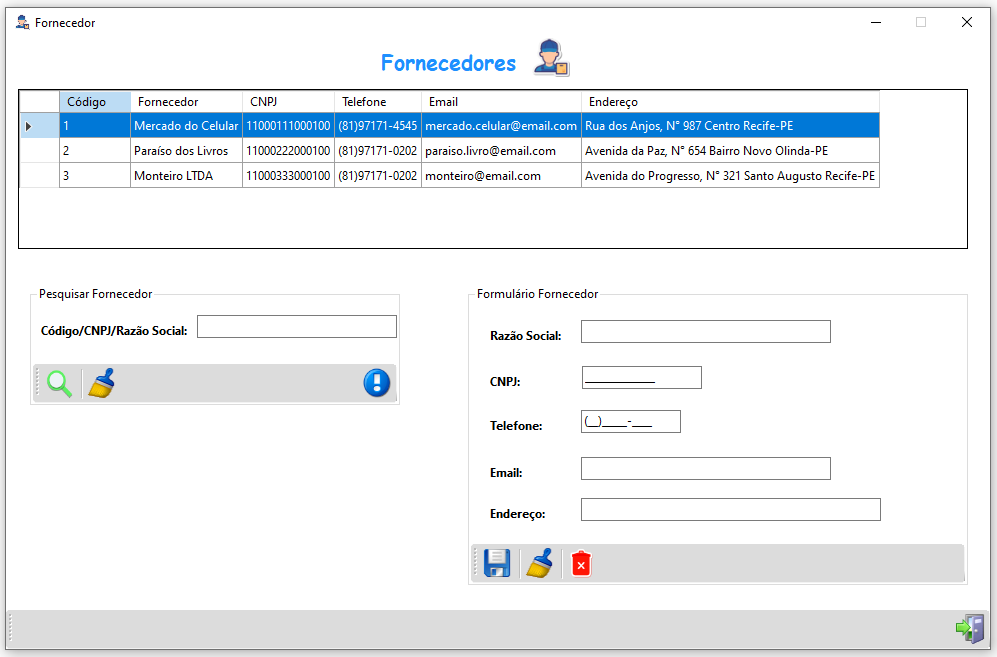 Fornecedor
Fornecedores
Código Fornecedor CNPJ Telefone Email Endereço
1 Mercado do Celular 11000111000100 (81)97171-4545 mercado.celular@email.com Rua dos Anjos, N° 987 Centro Recife-PE
2 Paraíso dos Livros 11000222000100 (81)97171-0202 paraiso.livro@email.com Avenida da Paz, N° 654 Bairro Novo Olinda-PE
3 Monteiro LTDA 11000333000100 (81)97171-0202 monteiro@email.com Avenida do Progresso, N° 321 Santo Augusto Recife-PE
Pesquisar Fornecedor
Código/CNPJ/Razão Social:
Formulário Fornecedor
Razão Social:
CNPJ: ______________
Telefone: (__)_____-____
Email:
Endereço: